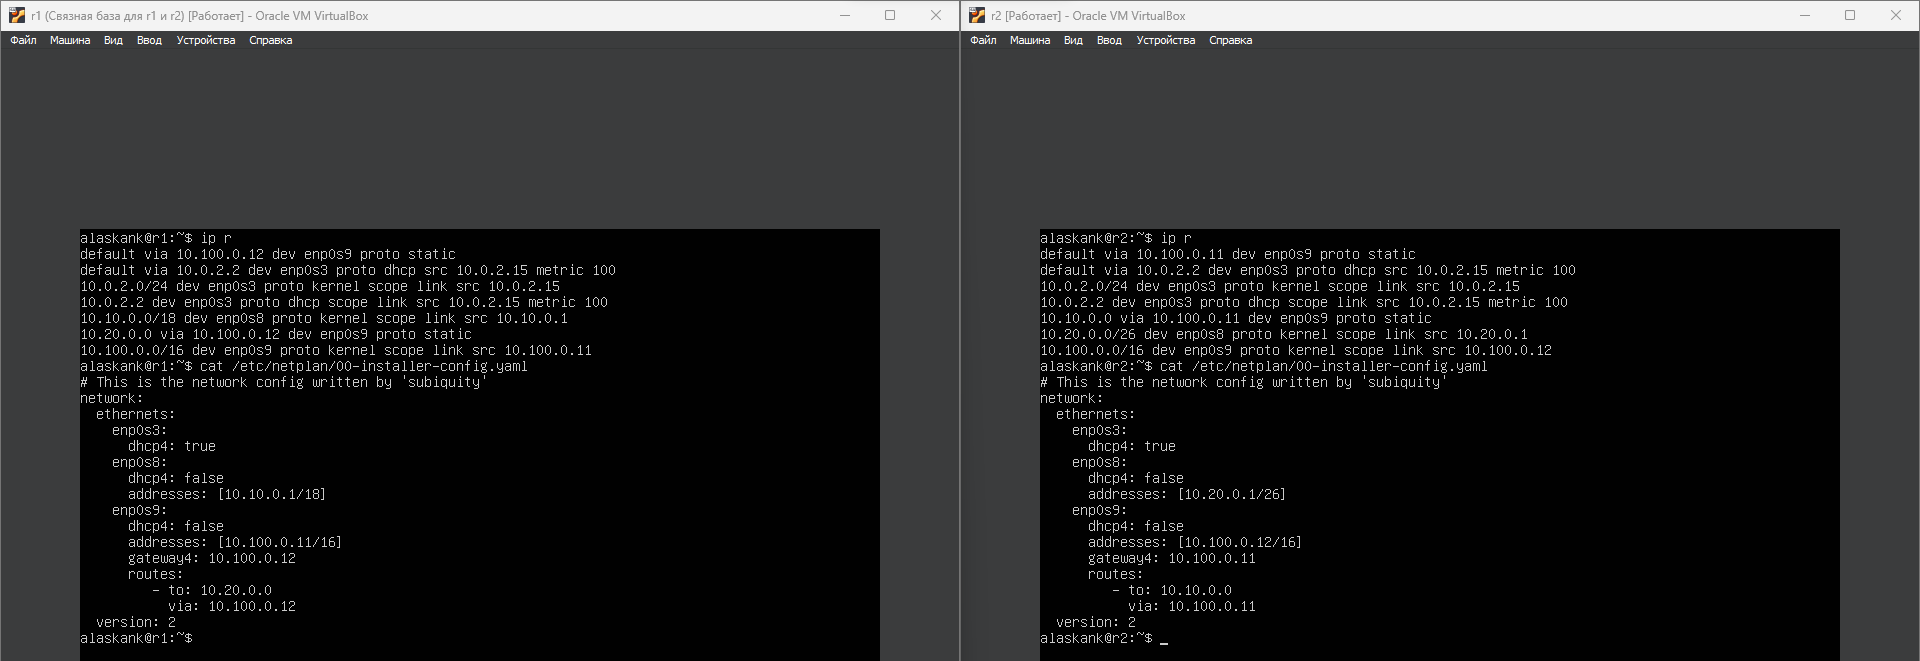 r1 (Связная база для r1 и r2) [Работает] - Oracle VM VirtualBox
Файл Машина Вид Ввод Устройства Справка
alaskank@r1:~$ ip r
default via 10.100.0.12 dev enp0s9 proto static
default via 10.0.2.2 dev enp0s3 proto dhcp src 10.0.2.15 metric 100
10.0.2.0/24 dev enp0s3 proto kernel scope link src 10.0.2.15
10.0.2.2 dev enp0s3 proto dhcp scope link src 10.0.2.15 metric 100
10.10.0.0/18 dev enp0s8 proto kernel scope link src 10.10.0.1
10.20.0.0 via 10.100.0.12 dev enp0s9 proto static
10.100.0.0/16 dev enp0s9 proto kernel scope link src 10.100.0.11
alaskank@r1:~$ cat /etc/netplan/00-installer-config.yaml
# This is the network config written by 'subiquity'
network:
  ethernets:
    enp0s3:
      dhcp4: true
    enp0s8:
      dhcp4: false
      addresses: [10.10.0.1/18]
    enp0s9:
      dhcp4: false
      addresses: [10.100.0.11/16]
      gateway4: 10.100.0.12
      routes:
         - to: 10.20.0.0
           via: 10.100.0.12
  version: 2
alaskank@r1:~$
r2 [Работает] - Oracle VM VirtualBox
Файл Машина Вид Ввод Устройства Справка
alaskank@r2:~$ ip r
default via 10.100.0.11 dev enp0s9 proto static
default via 10.0.2.2 dev enp0s3 proto dhcp src 10.0.2.15 metric 100
10.0.2.0/24 dev enp0s3 proto kernel scope link src 10.0.2.15
10.0.2.2 dev enp0s3 proto dhcp scope link src 10.0.2.15 metric 100
10.10.0.0 via 10.100.0.11 dev enp0s9 proto static
10.20.0.0/26 dev enp0s8 proto kernel scope link src 10.20.0.1
10.100.0.0/16 dev enp0s9 proto kernel scope link src 10.100.0.12
alaskank@r2:~$ cat /etc/netplan/00-installer-config.yaml
# This is the network config written by 'subiquity'
network:
  ethernets:
    enp0s3:
      dhcp4: true
    enp0s8:
      dhcp4: false
      addresses: [10.20.0.1/26]
    enp0s9:
      dhcp4: false
      addresses: [10.100.0.12/16]
      gateway4: 10.100.0.11
      routes:
         - to: 10.10.0.0
           via: 10.100.0.11
  version: 2
alaskank@r2:~$ _